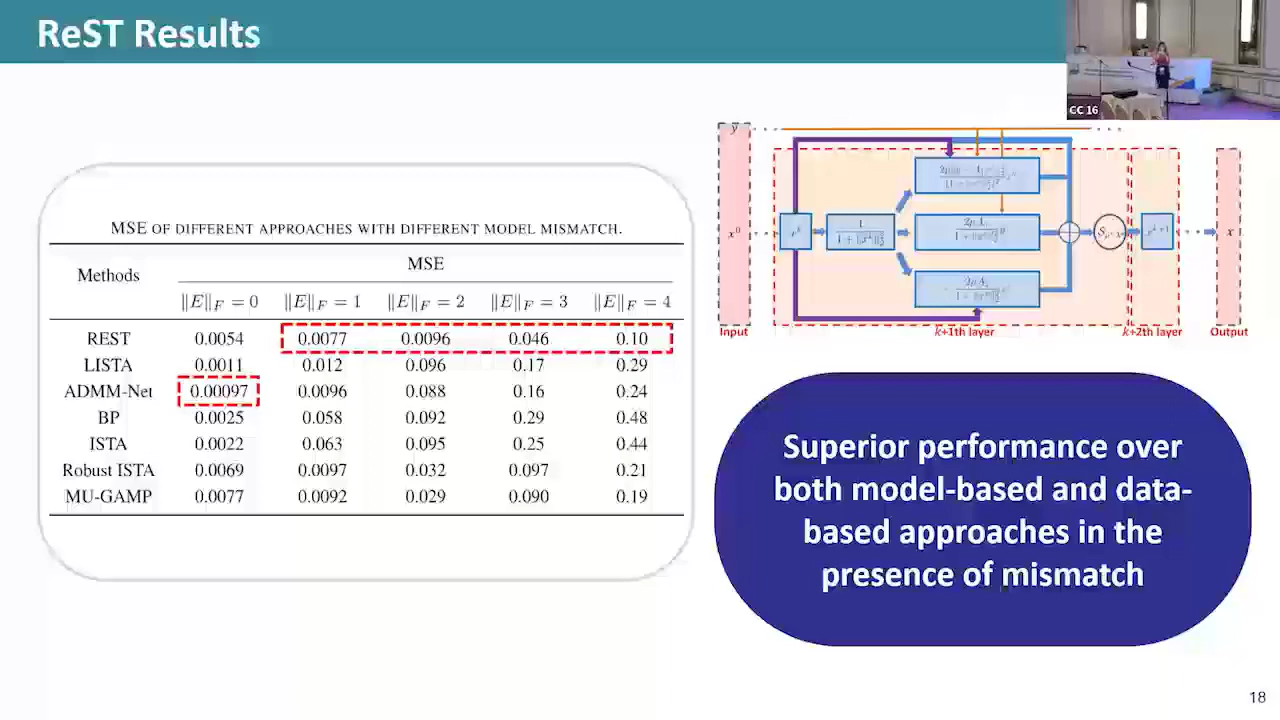 ReST Results
CC 16
MSE OF DIFFERENT APPROACHES WITH DIFFERENT MODEL MISMATCH.
Methods MSE
‖E‖F = 0 ‖E‖F = 1 ‖E‖F = 2 ‖E‖F = 3 ‖E‖F = 4
REST 0.0054 0.0077 0.0096 0.046 0.10
LISTA 0.0011 0.012 0.096 0.17 0.29
ADMM-Net 0.00097 0.0096 0.088 0.16 0.24
BP 0.0025 0.058 0.092 0.29 0.48
ISTA 0.0022 0.063 0.095 0.25 0.44
Robust ISTA 0.0069 0.0097 0.032 0.097 0.21
MU-GAMP 0.0077 0.0092 0.029 0.090 0.19
y
x⁰
x
Input
k+1th layer
k+2th layer
Output
Superior performance over
both model-based and data-
based approaches in the
presence of mismatch
18